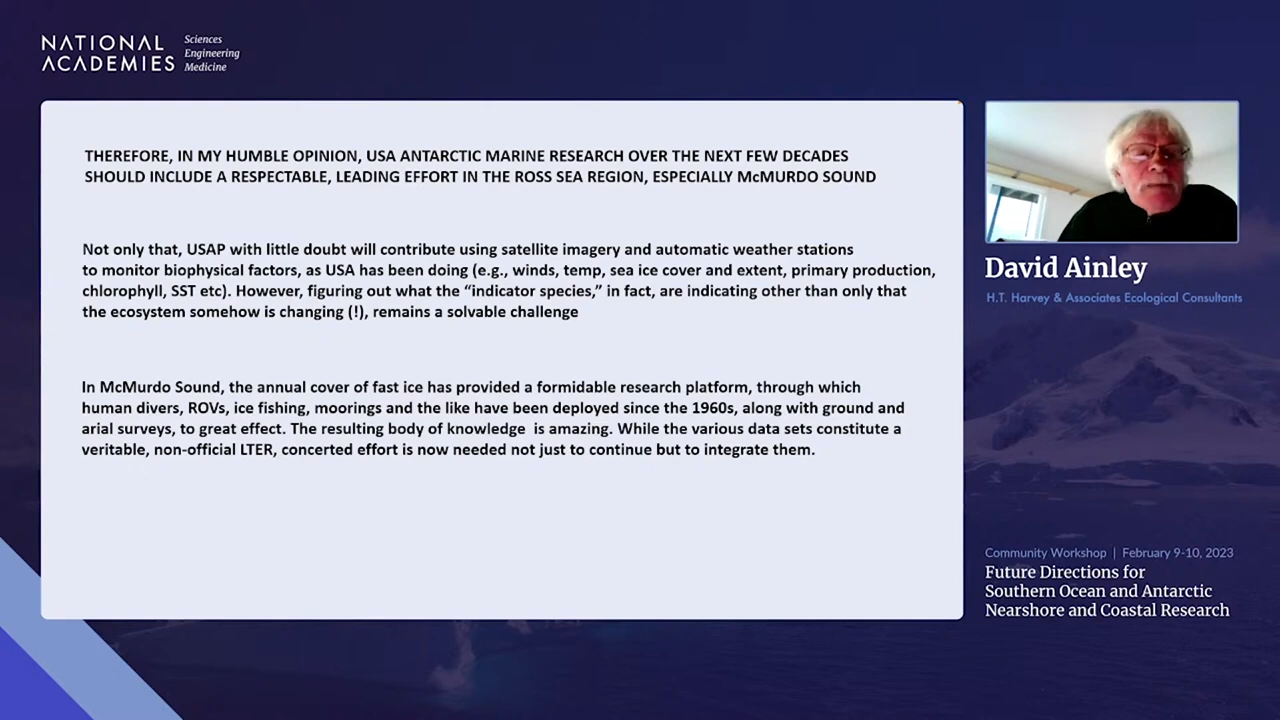 NATIONAL
ACADEMIES
Sciences
Engineering
Medicine
THEREFORE, IN MY HUMBLE OPINION, USA ANTARCTIC MARINE RESEARCH OVER THE NEXT FEW DECADES
SHOULD INCLUDE A RESPECTABLE, LEADING EFFORT IN THE ROSS SEA REGION, ESPECIALLY McMURDO SOUND
Not only that, USAP with little doubt will contribute using satellite imagery and automatic weather stations
to monitor biophysical factors, as USA has been doing (e.g., winds, temp, sea ice cover and extent, primary production,
chlorophyll, SST etc). However, figuring out what the “indicator species,” in fact, are indicating other than only that
the ecosystem somehow is changing (!), remains a solvable challenge
In McMurdo Sound, the annual cover of fast ice has provided a formidable research platform, through which
human divers, ROVs, ice fishing, moorings and the like have been deployed since the 1960s, along with ground and
arial surveys, to great effect. The resulting body of knowledge is amazing. While the various data sets constitute a
veritable, non-official LTER, concerted effort is now needed not just to continue but to integrate them.
David Ainley
H.T. Harvey & Associates Ecological Consultants
Community Workshop | February 9-10, 2023
Future Directions for
Southern Ocean and Antarctic
Nearshore and Coastal Research